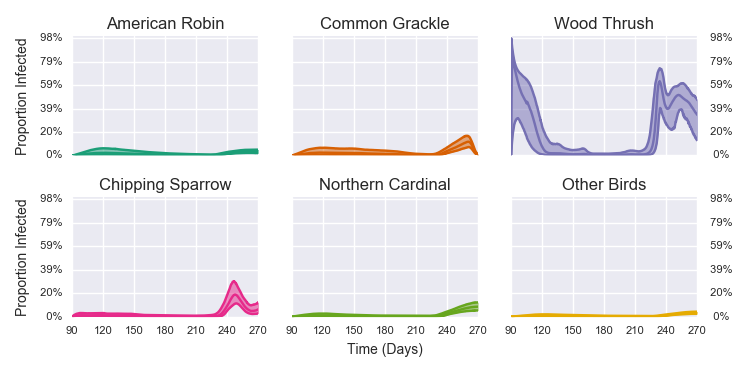 American Robin Common Grackle Wood Thrush
98% 98%
79% 79%
59% 59%
39% 39%
20% 20%
0% 0%
Proportion Infected
Chipping Sparrow Northern Cardinal Other Birds
98% 98%
79% 79%
59% 59%
39% 39%
20% 20%
0% 0%
Proportion Infected
90 120 150 180 210 240 270 90 120 150 180 210 240 270 90 120 150 180 210 240 270
Time (Days)